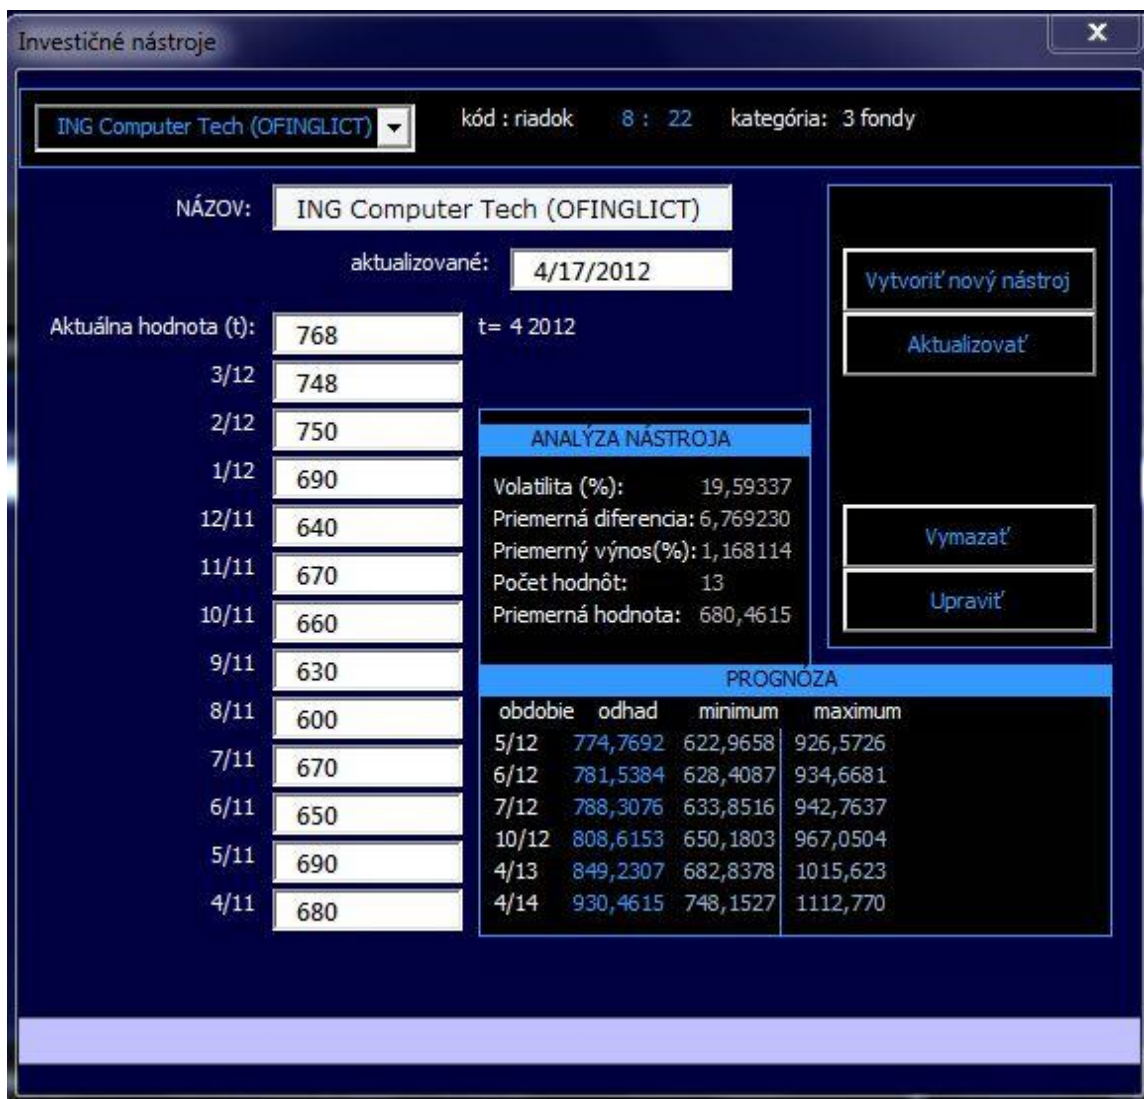 Investičné nástroje
ING Computer Tech (OFINGLICT) kód : riadok 8 : 22 kategória: 3 fondy
NÁZOV: ING Computer Tech (OFINGLICT)
aktualizované: 4/17/2012
Vytvoriť nový nástroj
Aktualizovať
Vymazať
Upraviť
Aktuálna hodnota (t): 768 t= 4 2012
3/12 748
2/12 750
1/12 690
12/11 640
11/11 670
10/11 660
9/11 630
8/11 600
7/11 670
6/11 650
5/11 690
4/11 680
ANALÝZA NÁSTROJA
Volatilita (%): 19,59337
Priemerná diferencia: 6,769230
Priemerný výnos(%): 1,168114
Počet hodnôt: 13
Priemerná hodnota: 680,4615
PROGNÓZA
obdobie odhad minimum maximum
5/12 774,7692 622,9658 926,5726
6/12 781,5384 628,4087 934,6681
7/12 788,3076 633,8516 942,7637
10/12 808,6153 650,1803 967,0504
4/13 849,2307 682,8378 1015,623
4/14 930,4615 748,1527 1112,770